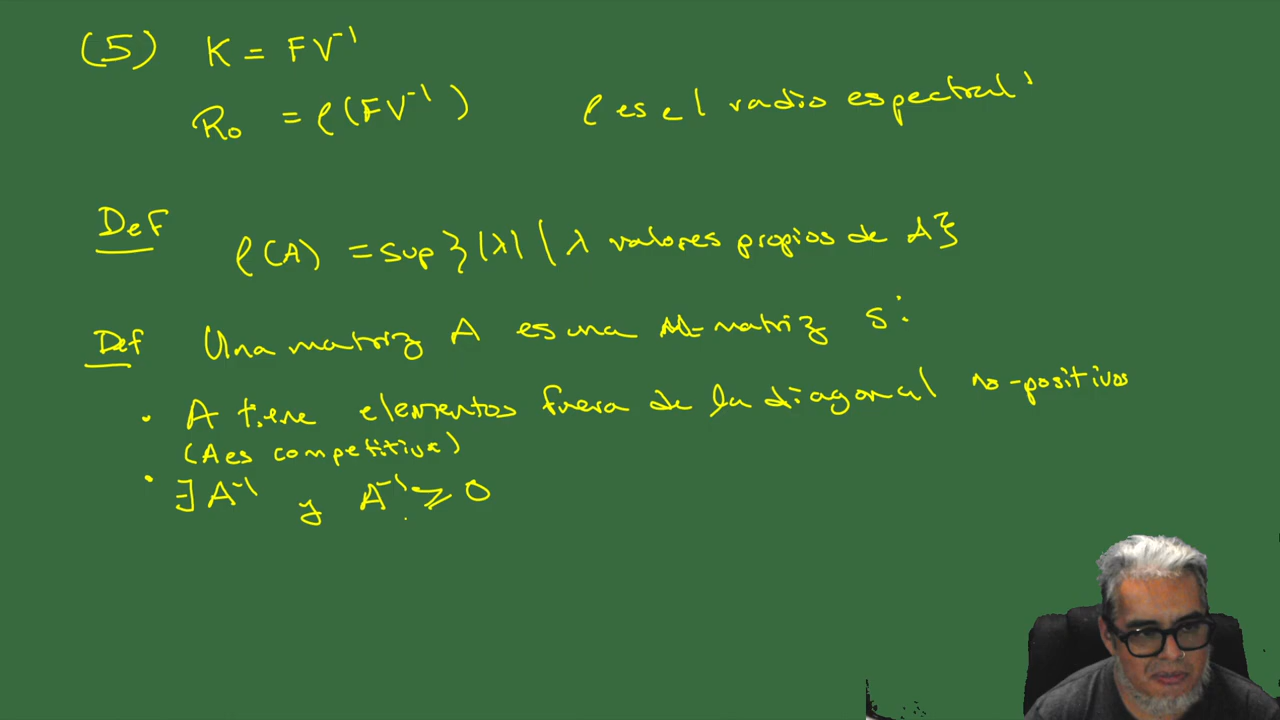 (5) K = FV⁻¹
R₀ = ρ(FV⁻¹) ρ es el radio espectral
Def
ρ(A) = sup {|λ| | λ valores propios de A}
Def Una matriz A es una M-matriz si
• A tiene elementos fuera de la diagonal no-positivos
(A es competitiva)
• ∃ A⁻¹ y A⁻¹ ≥ 0